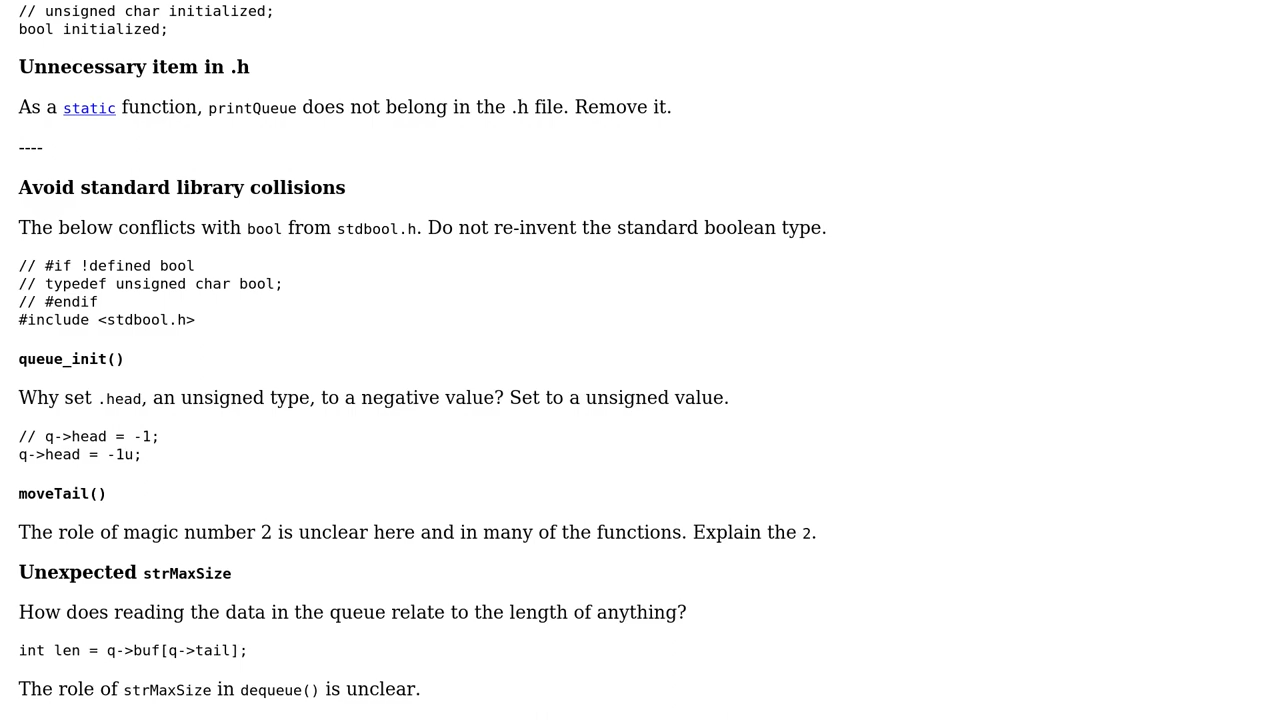 // unsigned char initialized;
bool initialized;
Unnecessary item in .h
As a static function, printQueue does not belong in the .h file. Remove it.
----
Avoid standard library collisions
The below conflicts with bool from stdbool.h. Do not re-invent the standard boolean type.
// #if !defined bool
// typedef unsigned char bool;
// #endif
#include <stdbool.h>
queue_init()
Why set .head, an unsigned type, to a negative value? Set to a unsigned value.
// q->head = -1;
q->head = -1u;
moveTail()
The role of magic number 2 is unclear here and in many of the functions. Explain the 2.
Unexpected strMaxSize
How does reading the data in the queue relate to the length of anything?
int len = q->buf[q->tail];
The role of strMaxSize in dequeue() is unclear.